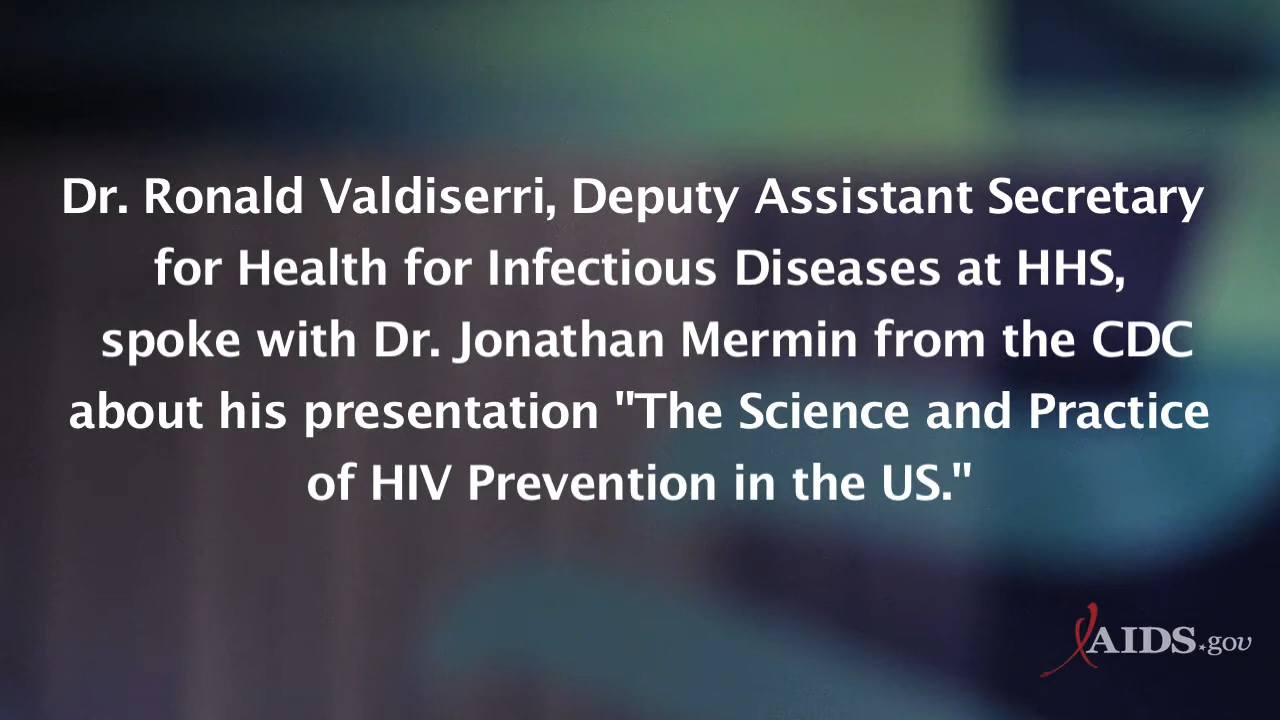 Dr. Ronald Valdiserri, Deputy Assistant Secretary
for Health for Infectious Diseases at HHS,
spoke with Dr. Jonathan Mermin from the CDC
about his presentation "The Science and Practice
of HIV Prevention in the US."
AIDS.gov